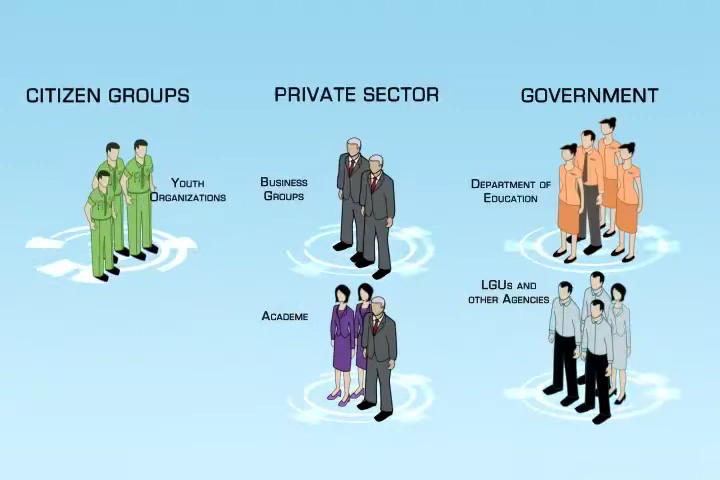 CITIZEN GROUPS
YOUTH
ORGANIZATIONS
PRIVATE SECTOR
BUSINESS
GROUPS
ACADEME
GOVERNMENT
DEPARTMENT OF
EDUCATION
LGUS AND
OTHER AGENCIES